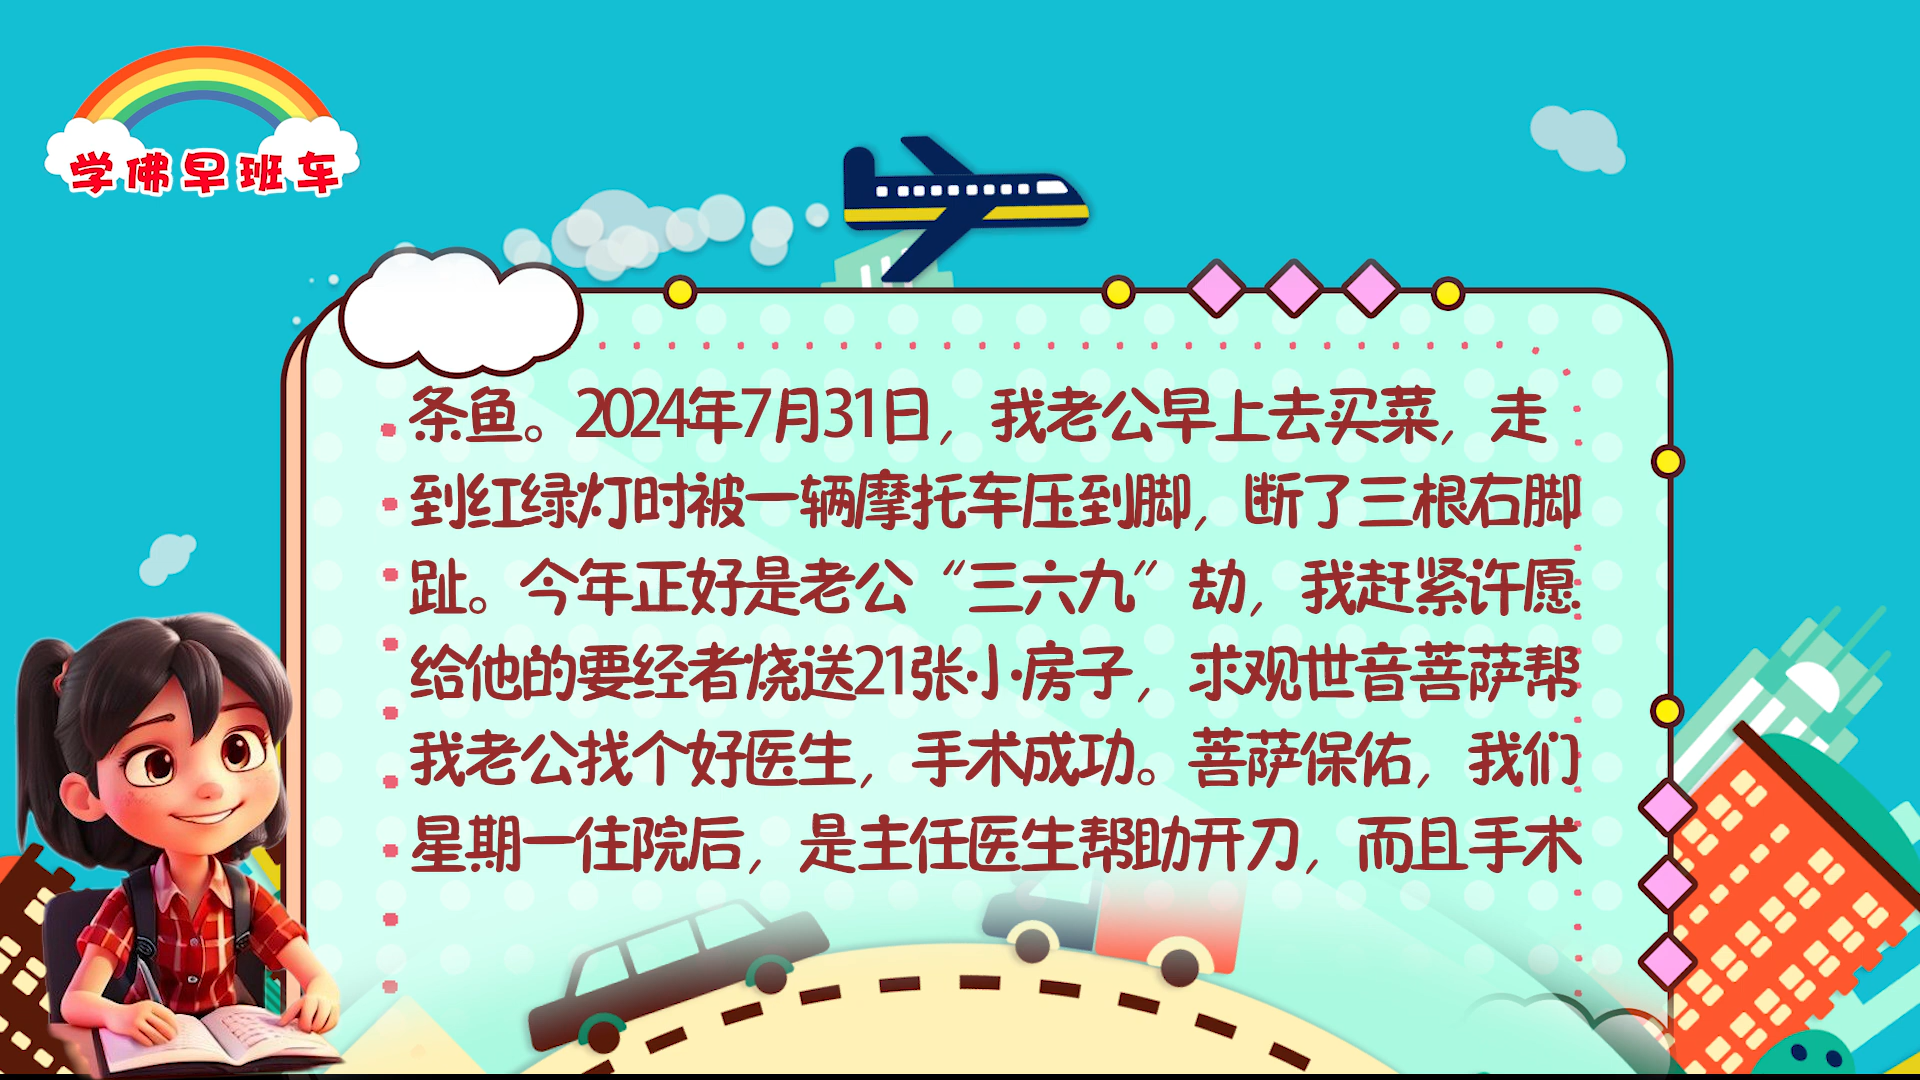 学佛早班车
条鱼。2024年7月31日，我老公早上去买菜，走
到红绿灯时被一辆摩托车压到脚，断了三根右脚
趾。今年正好是老公“三六九”劫，我赶紧许愿
给他的要经者烧送21张小房子，求观世音菩萨帮
我老公找个好医生，手术成功。菩萨保佑，我们
星期一住院后，是主任医生帮助开刀，而且手术